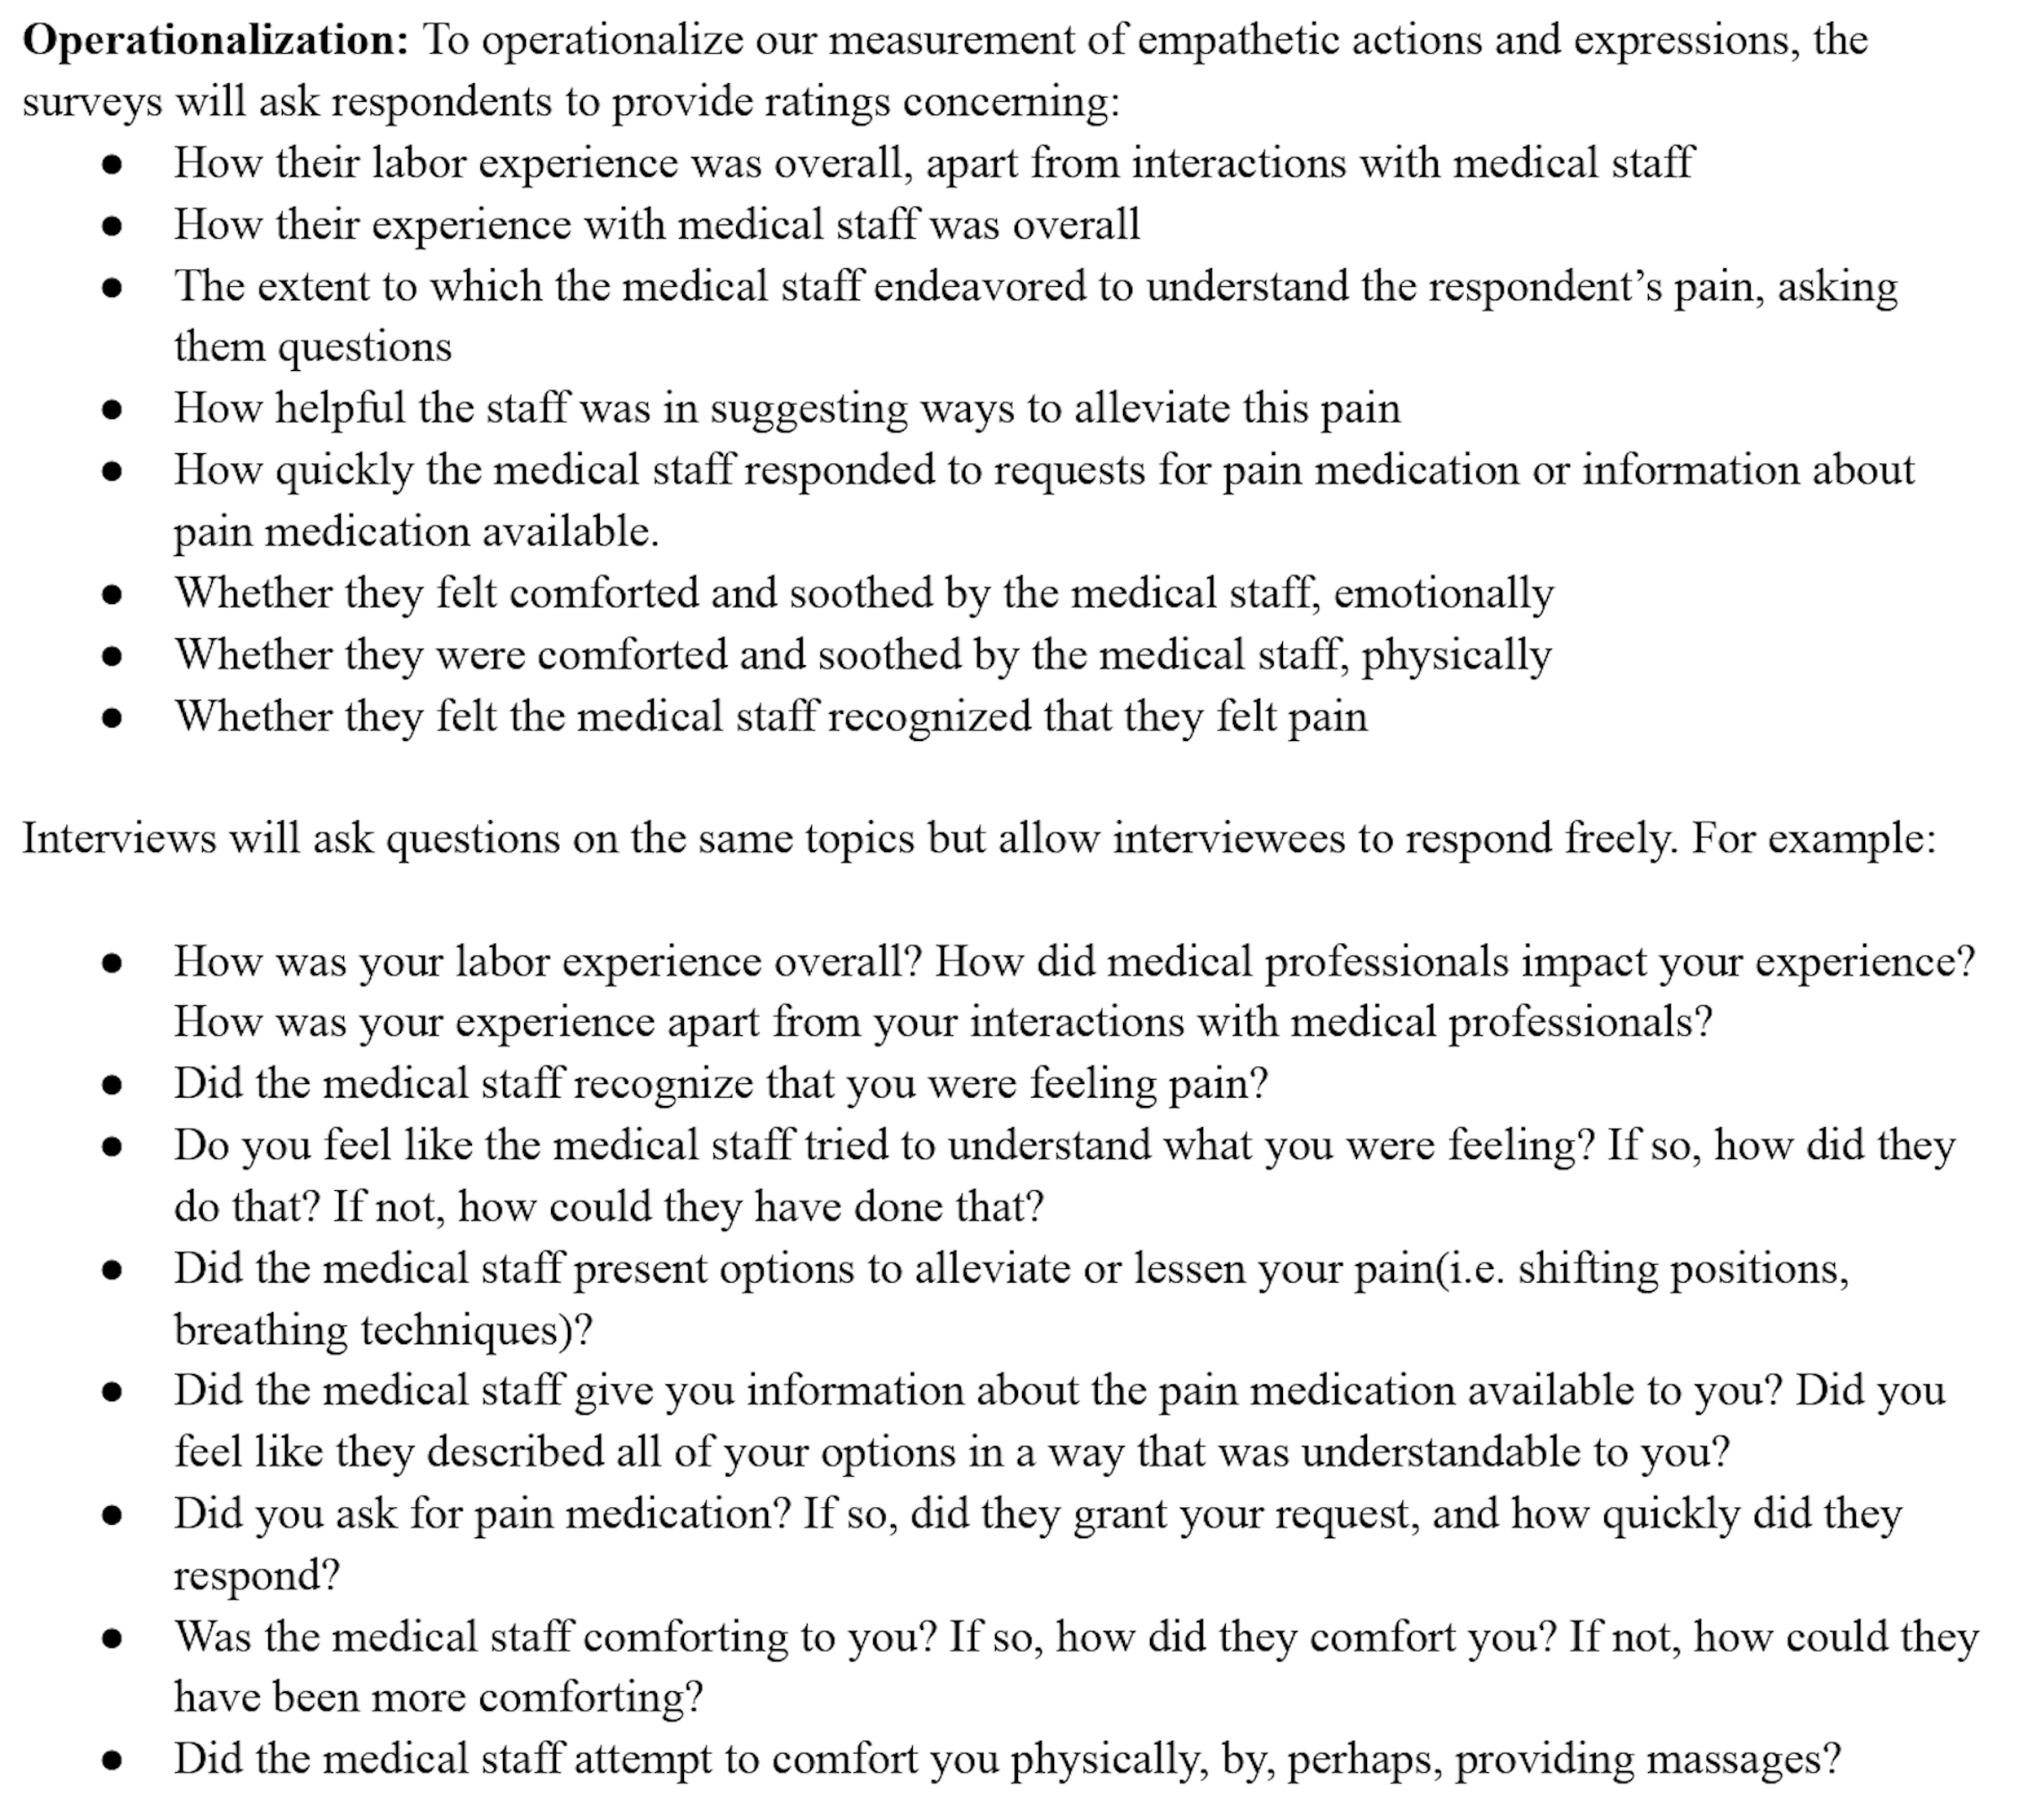 Operationalization: To operationalize our measurement of empathetic actions and expressions, the
surveys will ask respondents to provide ratings concerning:
● How their labor experience was overall, apart from interactions with medical staff
● How their experience with medical staff was overall
● The extent to which the medical staff endeavored to understand the respondent’s pain, asking
them questions
● How helpful the staff was in suggesting ways to alleviate this pain
● How quickly the medical staff responded to requests for pain medication or information about
pain medication available.
● Whether they felt comforted and soothed by the medical staff, emotionally
● Whether they were comforted and soothed by the medical staff, physically
● Whether they felt the medical staff recognized that they felt pain
Interviews will ask questions on the same topics but allow interviewees to respond freely. For example:
● How was your labor experience overall? How did medical professionals impact your experience?
How was your experience apart from your interactions with medical professionals?
● Did the medical staff recognize that you were feeling pain?
● Do you feel like the medical staff tried to understand what you were feeling? If so, how did they
do that? If not, how could they have done that?
● Did the medical staff present options to alleviate or lessen your pain(i.e. shifting positions,
breathing techniques)?
● Did the medical staff give you information about the pain medication available to you? Did you
feel like they described all of your options in a way that was understandable to you?
● Did you ask for pain medication? If so, did they grant your request, and how quickly did they
respond?
● Was the medical staff comforting to you? If so, how did they comfort you? If not, how could they
have been more comforting?
● Did the medical staff attempt to comfort you physically, by, perhaps, providing massages?